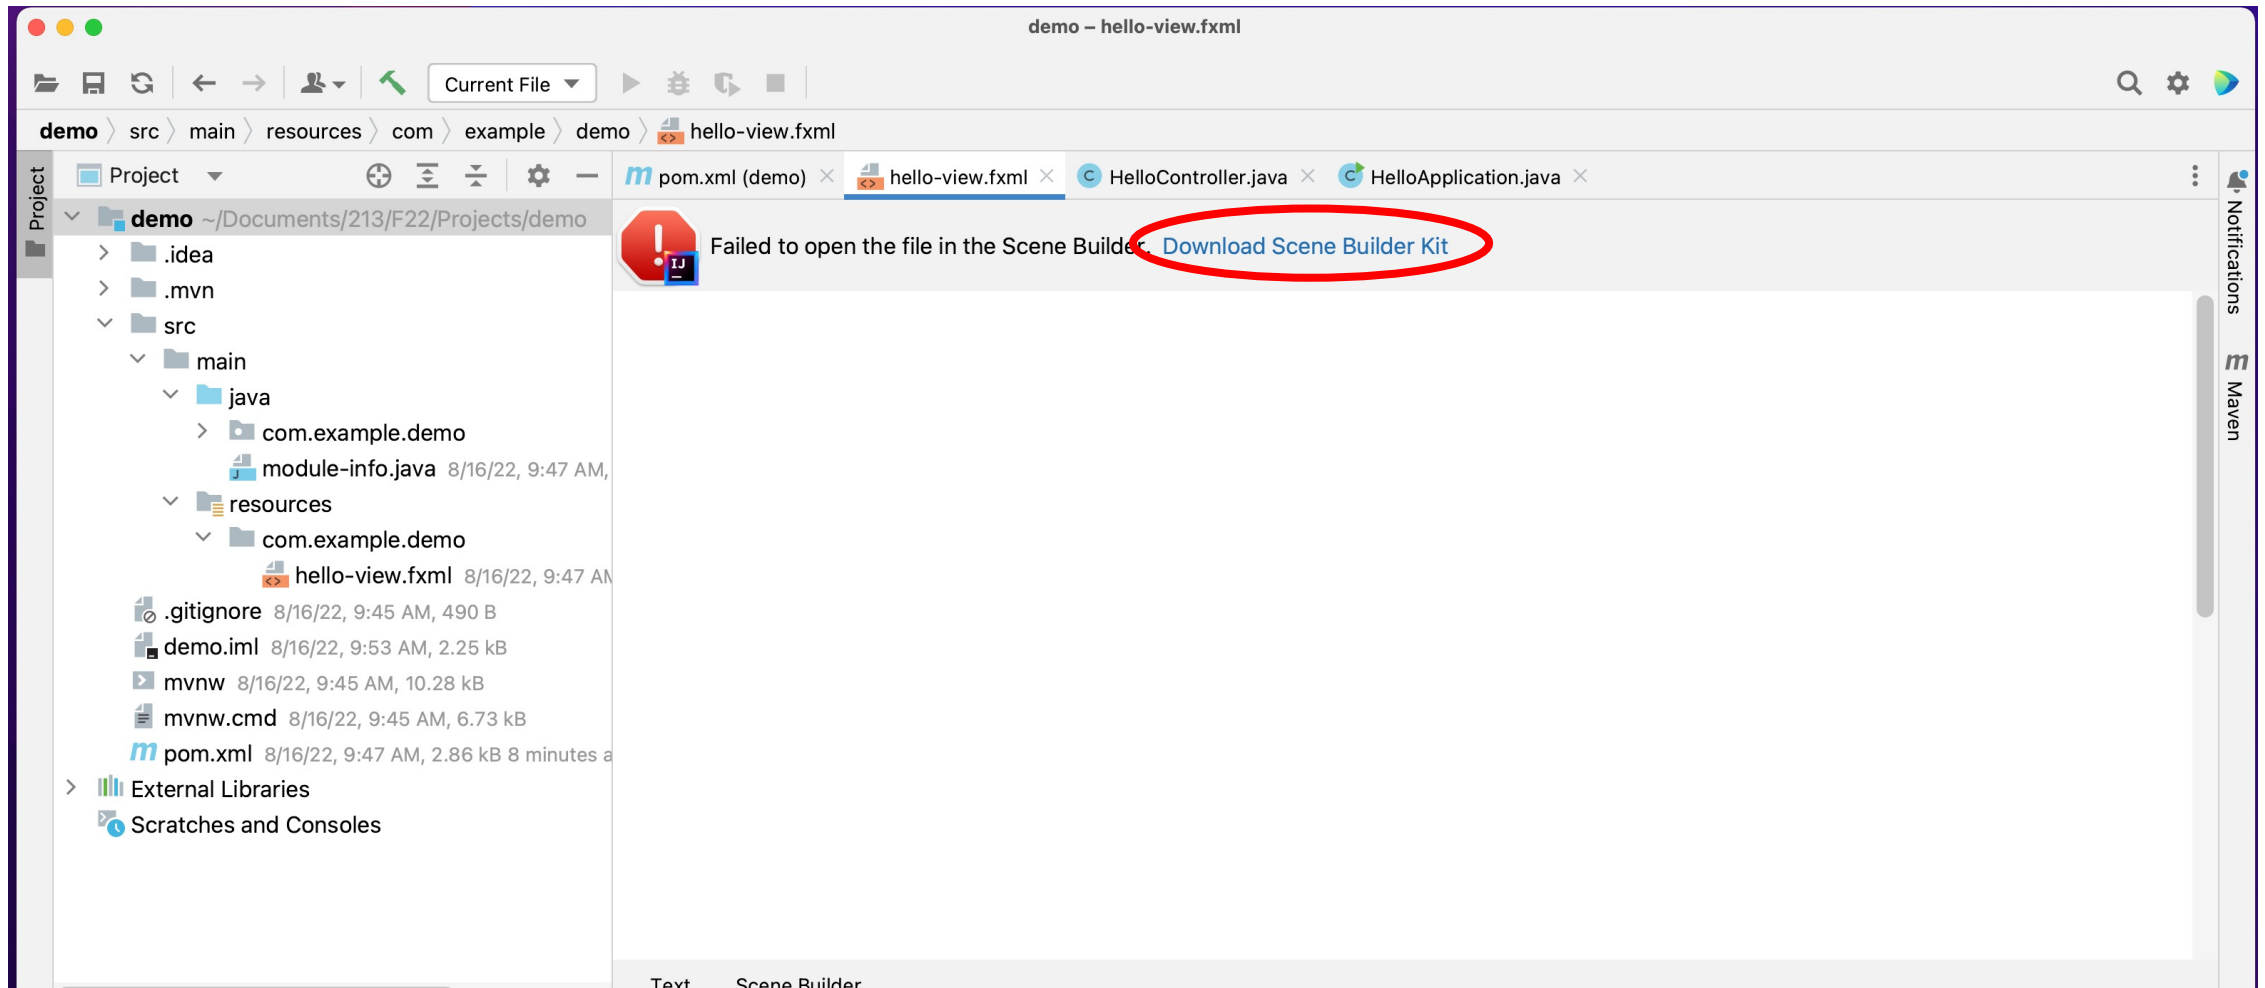 demo – hello-view.fxml
Current File
demo src main resources com example demo hello-view.fxml
Project
Project
pom.xml (demo) hello-view.fxml HelloController.java HelloApplication.java
demo ~/Documents/213/F22/Projects/demo
.idea
.mvn
src
main
java
com.example.demo
module-info.java 8/16/22, 9:47 AM,
resources
com.example.demo
hello-view.fxml 8/16/22, 9:47 AM
.gitignore 8/16/22, 9:45 AM, 490 B
demo.iml 8/16/22, 9:53 AM, 2.25 kB
mvnw 8/16/22, 9:45 AM, 10.28 kB
mvnw.cmd 8/16/22, 9:45 AM, 6.73 kB
pom.xml 8/16/22, 9:47 AM, 2.86 kB 8 minutes a
External Libraries
Scratches and Consoles
IJ
Failed to open the file in the Scene Builder. Download Scene Builder Kit
Text Scene Builder
Notifications
m Maven